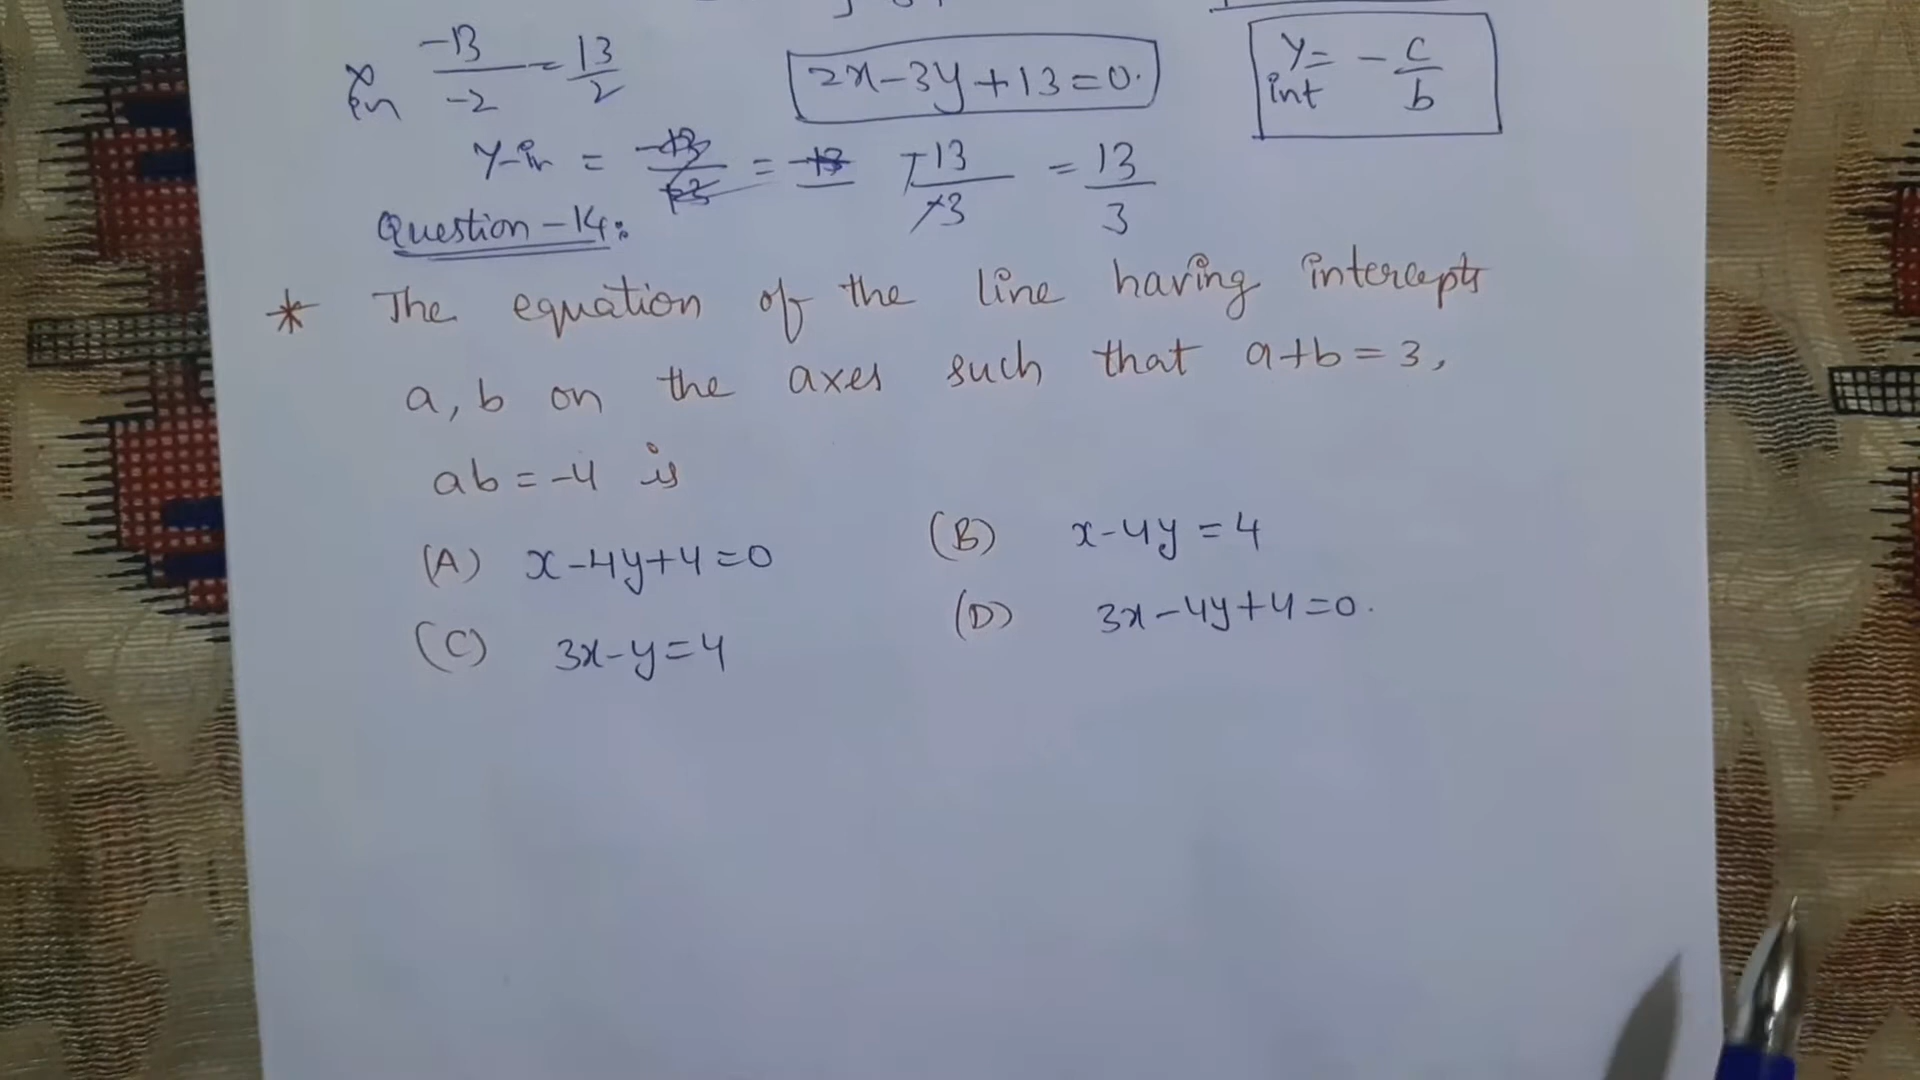 -13/-2 = 13/2
2x-3y+13=0.
y int = -c/b
y-in = -13/-3 = 13/3
Question-14:
* The equation of the line having intercepts
a, b on the axes such that a+b=3,
ab=-4 is
(A) x-4y+4=0 (B) x-4y=4
(C) 3x-y=4 (D) 3x-4y+4=0.